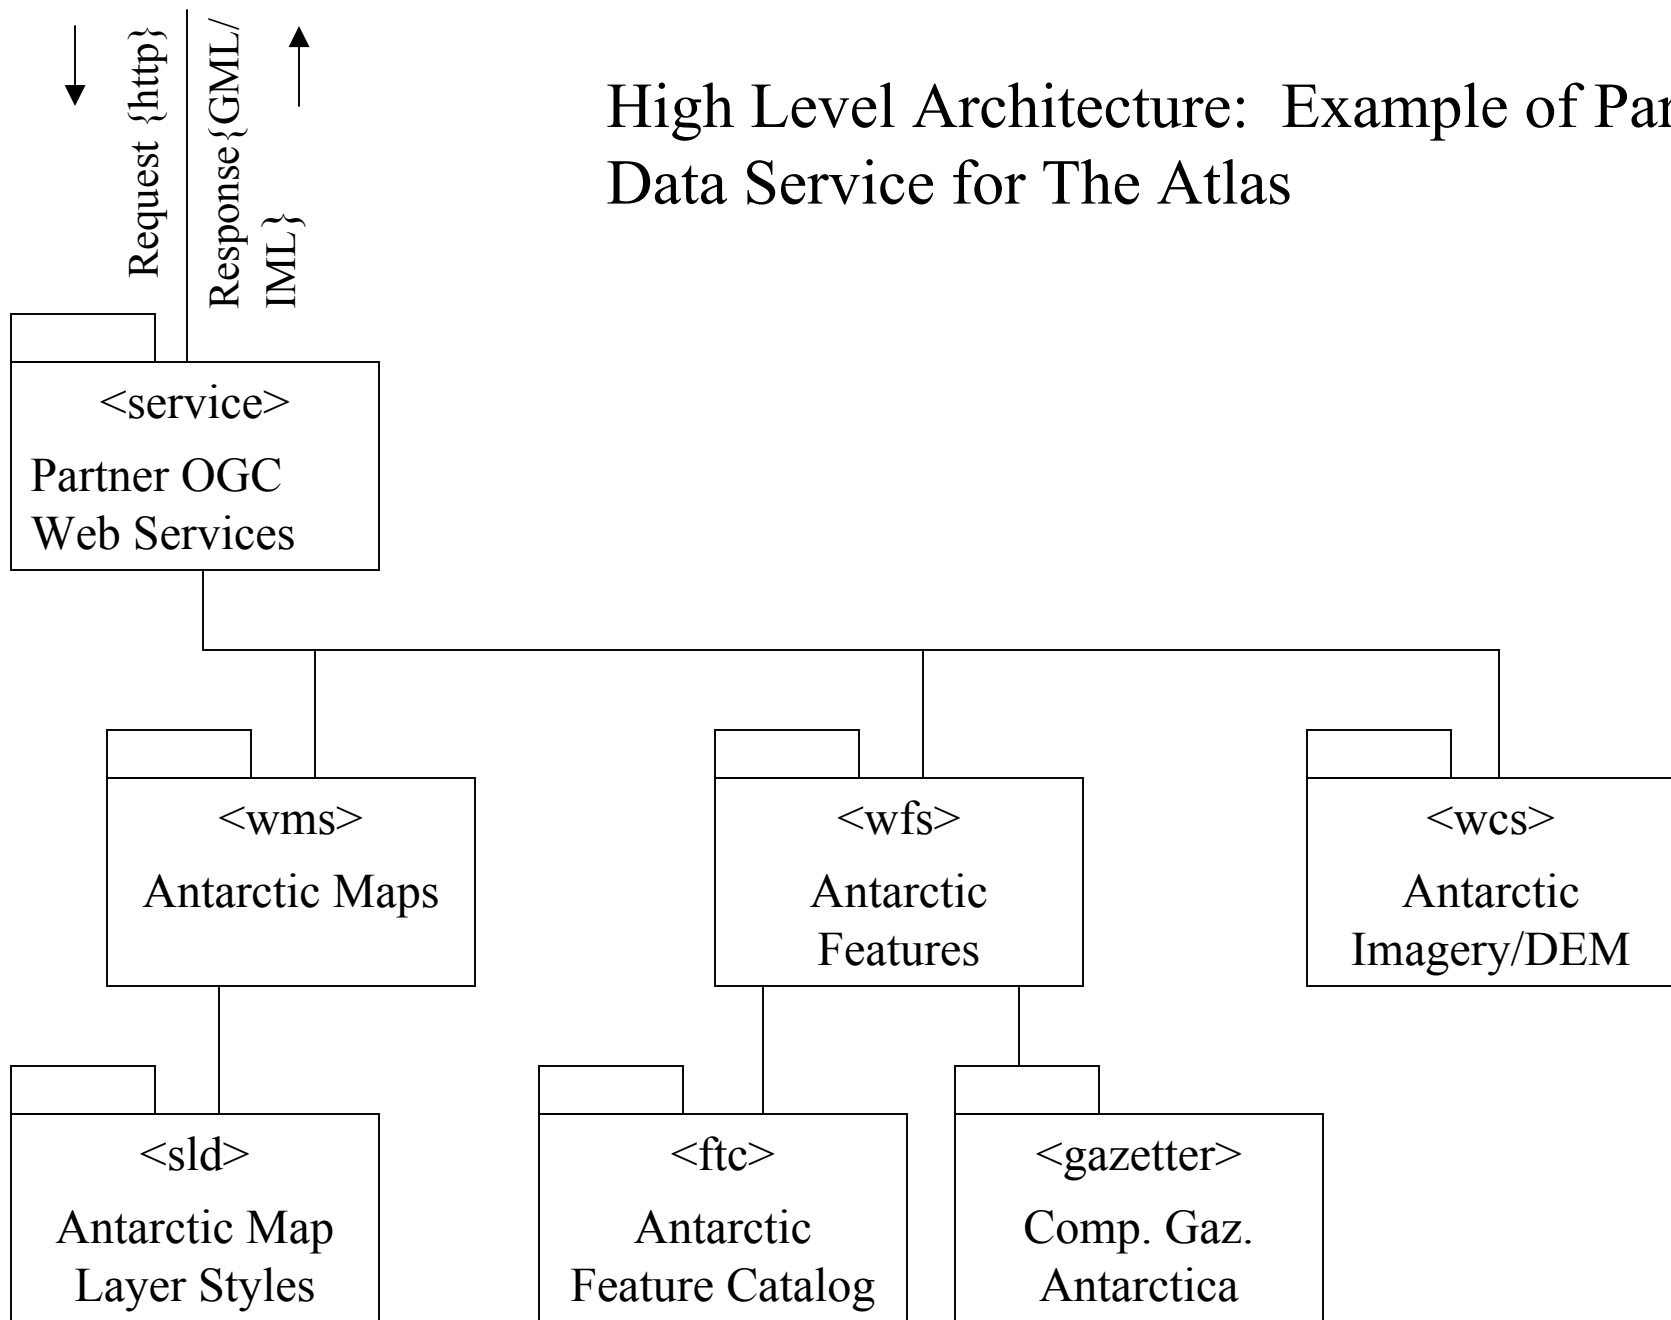 Request {http}
Response{GML/
IML}
High Level Architecture:  Example of Par
Data Service for The Atlas
<service>
Partner OGC
Web Services
<wms>
Antarctic Maps
<wfs>
Antarctic
Features
<wcs>
Antarctic
Imagery/DEM
<sld>
Antarctic Map
Layer Styles
<ftc>
Antarctic
Feature Catalog
<gazetter>
Comp. Gaz.
Antarctica